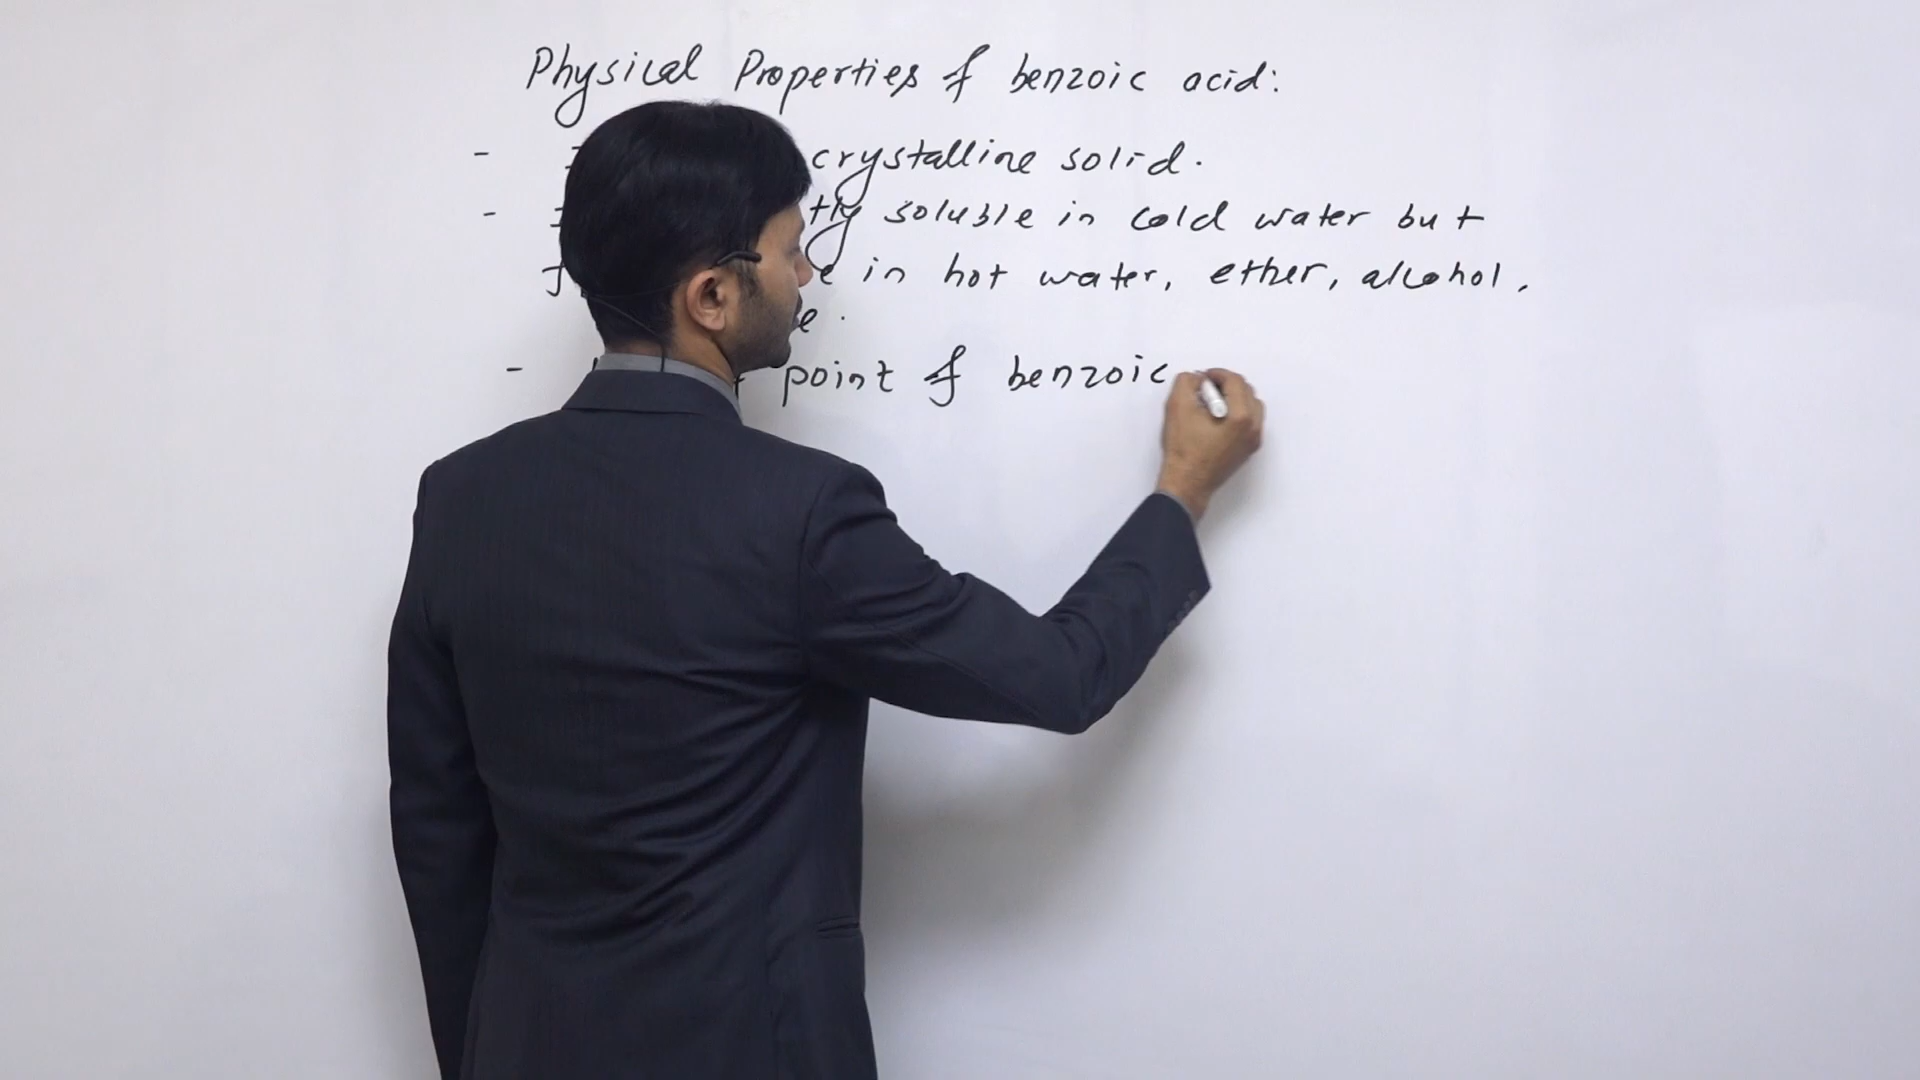 Physical Properties of benzoic acid:
- crystalline solid.
- soluble in cold water but
in hot water, ether, alcohol,
- point of benzoic